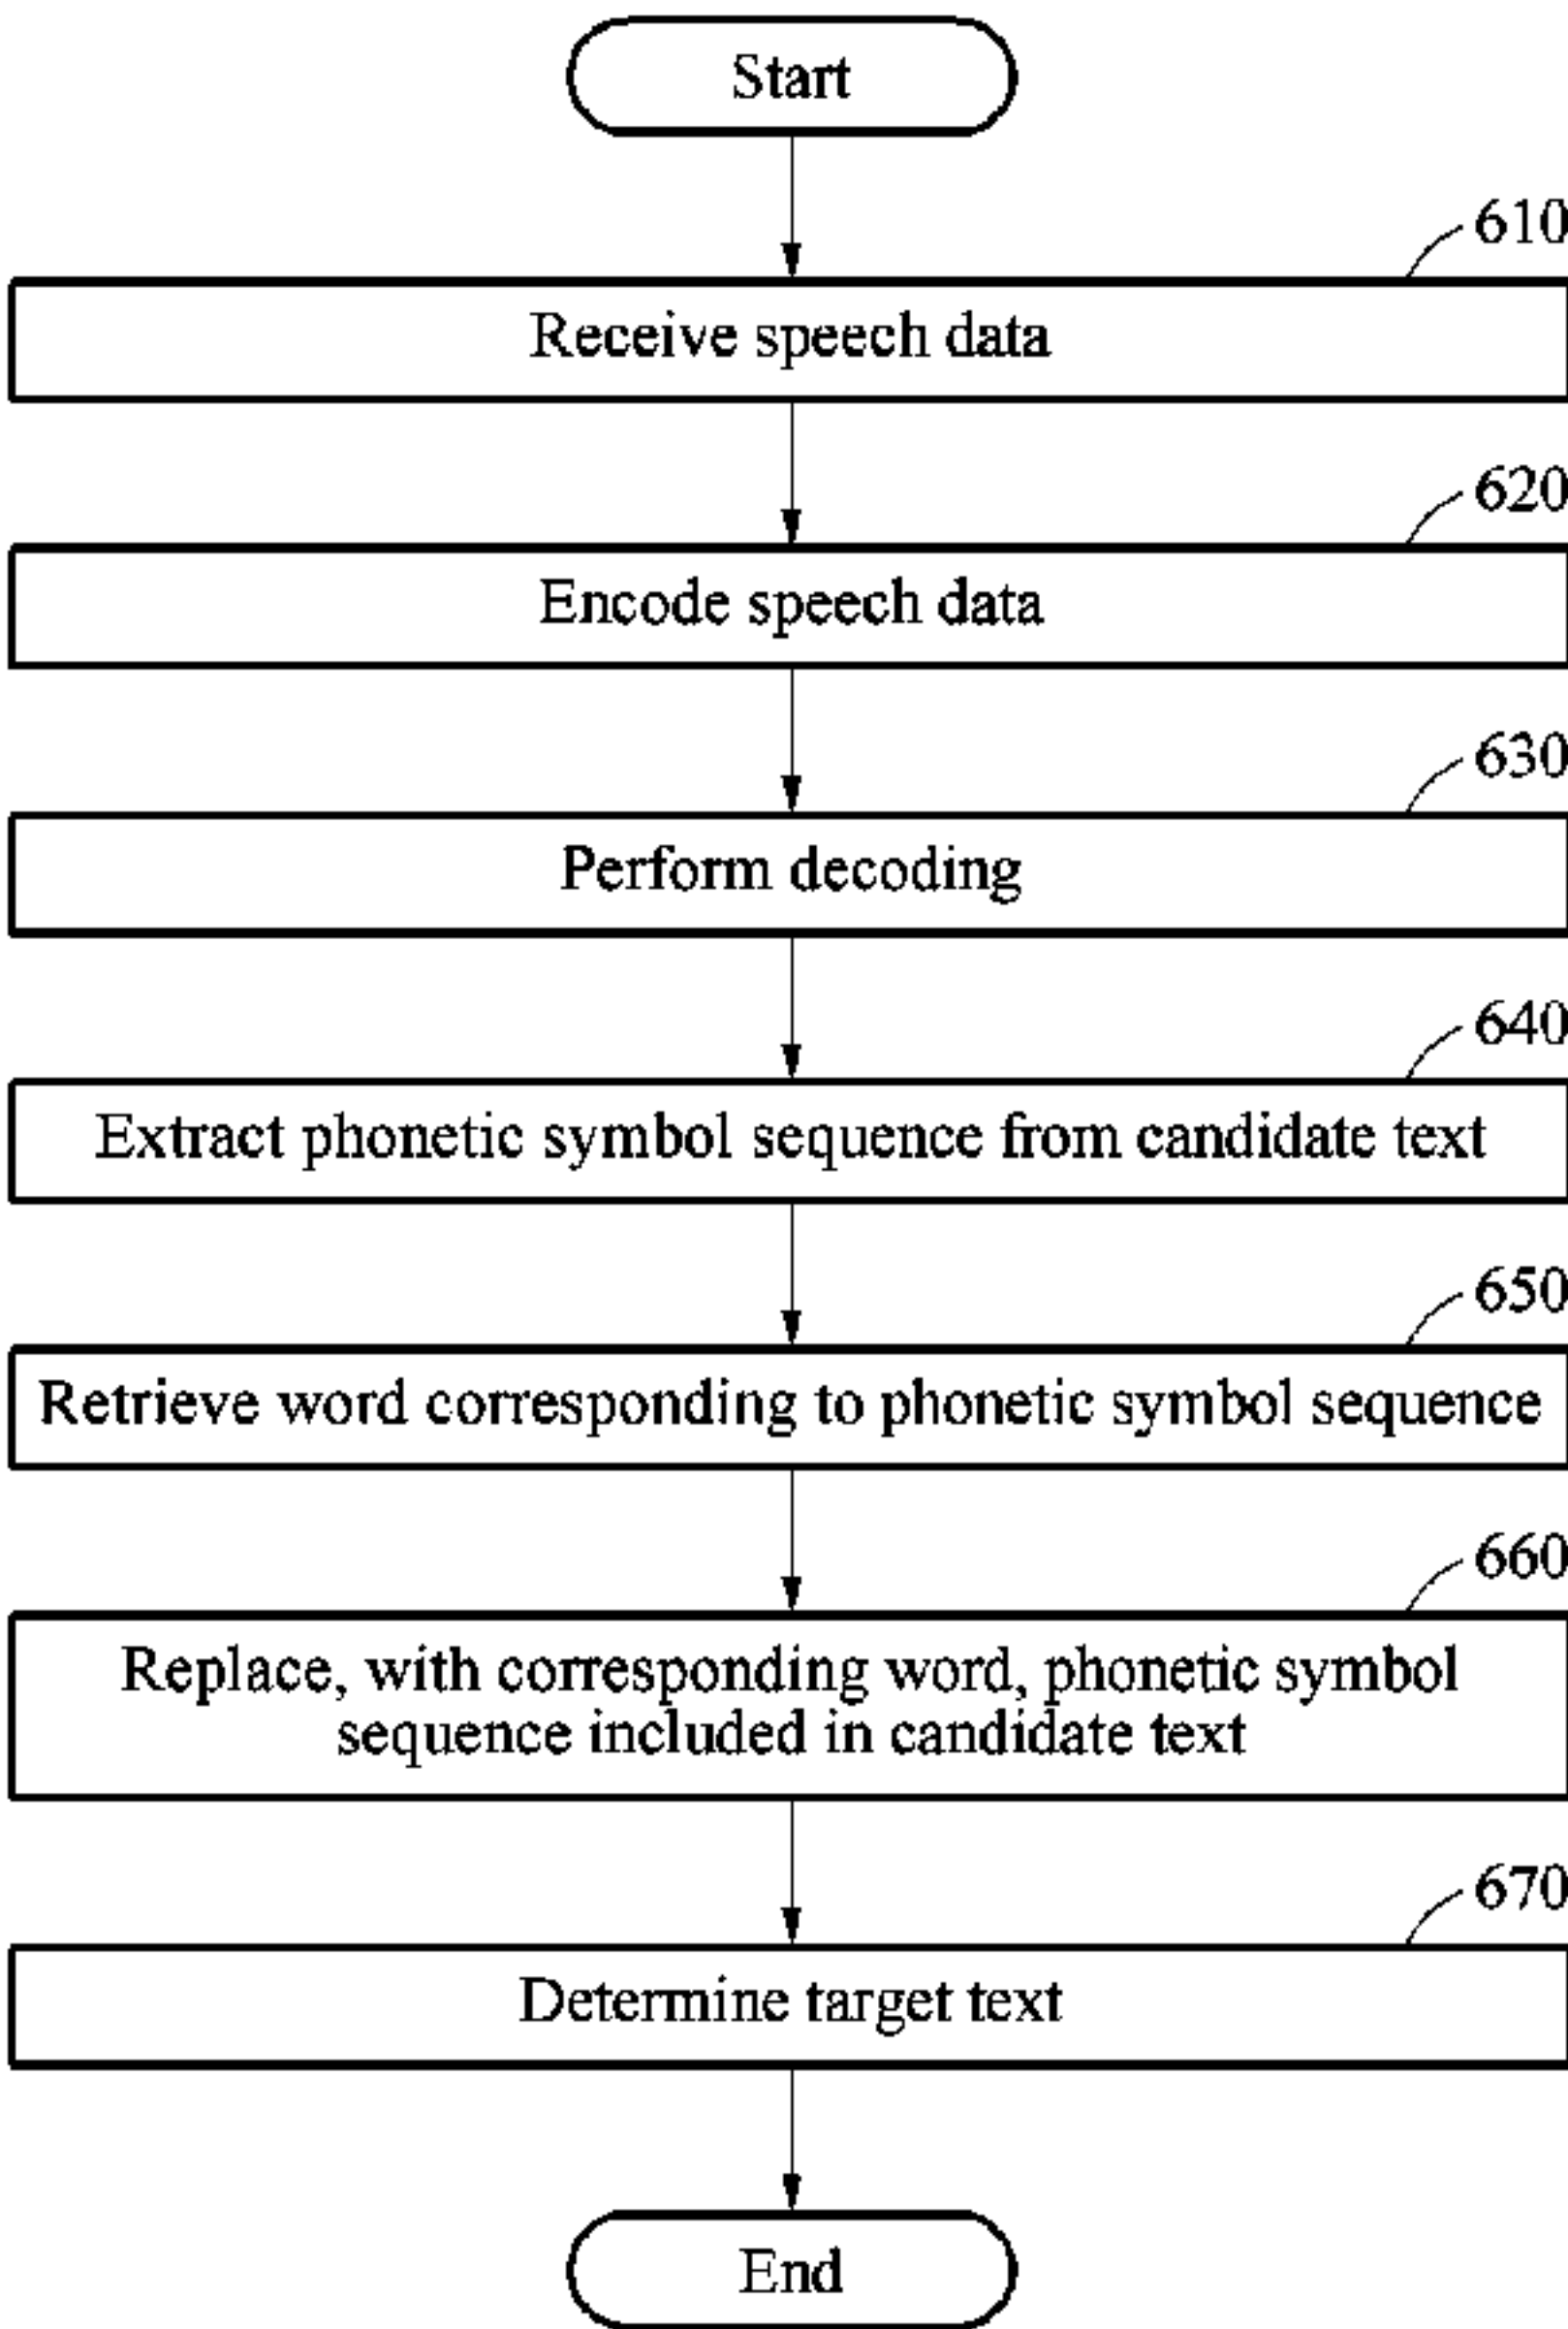 Start
610
Receive speech data
620
Encode speech data
630
Perform decoding
640
Extract phonetic symbol sequence from candidate text
650
Retrieve word corresponding to phonetic symbol sequence
660
Replace, with corresponding word, phonetic symbol
sequence included in candidate text
670
Determine target text
End